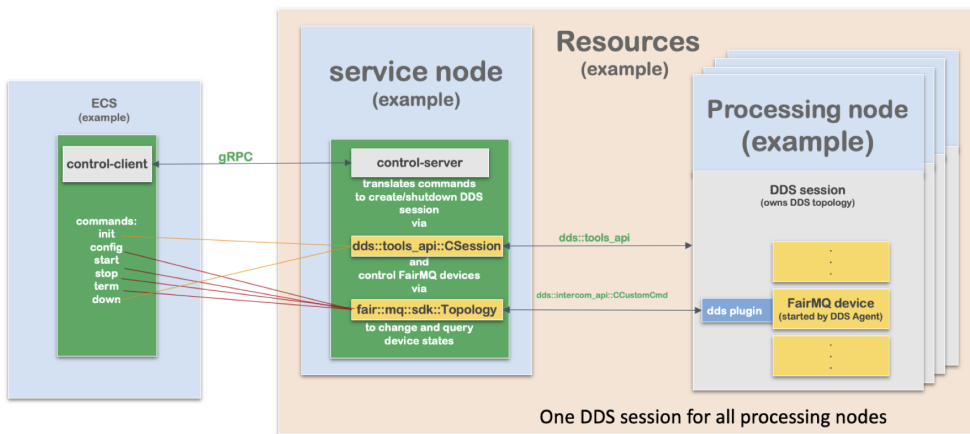 Resources
(example)
service node
(example)
Processing node
(example)
ECS
(example)
control-client
gRPC
control-server
translates commands
to create/shutdown DDS
session
via
DDS session
(owns DDS topology)
commands:
init
config
start
stop
term
down
dds::tools_api::CSession
dds::tools_api
and
control FairMQ devices
via
dds::intercom_api::CCustomCmd
fair::mq::sdk::Topology
dds plugin
FairMQ device
(started by DDS Agent)
to change and query
device states
One DDS session for all processing nodes